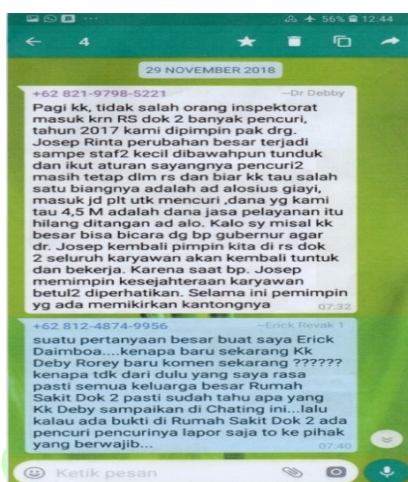 56% 12:44
4
29 NOVEMBER 2018
+62 821-9798-5221 ~Dr Debby
Pagi kk, tidak salah orang inspektorat
masuk krn RS dok 2 banyak pencuri,
tahun 2017 kami dipimpin pak drg.
Josep Rinta perubahan besar terjadi
sampe staf2 kecil dibawahpun tunduk
dan ikut aturan sayangnya pencuri2
masih tetap dlm rs dan biar kk tau salah
satu biangnya adalah ad alosius giayi,
masuk jd plt utk mencuri ,dana yg kami
tau 4,5 M adalah dana jasa pelayanan itu
hilang ditangan ad alo. Kalo sy misal kk
besar bisa bicara dg bp gubernur agar
dr. Josep kembali pimpin kita di rs dok
2 seluruh karyawan akan kembali tuntuk
dan bekerja. Karena saat bp. Josep
memimpin kesejahteraan karyawan
betul2 diperhatikan. Selama ini pemimpin
yg ada memikirkan kantongnya 07:32
+62 812-4874-9956 ~Erick Revak 1
suatu pertanyaan besar buat saya Erick
Daimboa....kenapa baru sekarang Kk
Deby Rorey baru komen sekarang ??????
kenapa tdk dari dulu yang saya rasa
pasti semua keluarga besar Rumah
Sakit Dok 2 pasti sudah tahu apa yang
Kk Deby sampaikan di Chating ini...lalu
kalau ada bukti di Rumah Sakit Dok 2 ada
pencuri pencurinya lapor saja to ke pihak
yang berwajib... 07:40
Ketik pesan